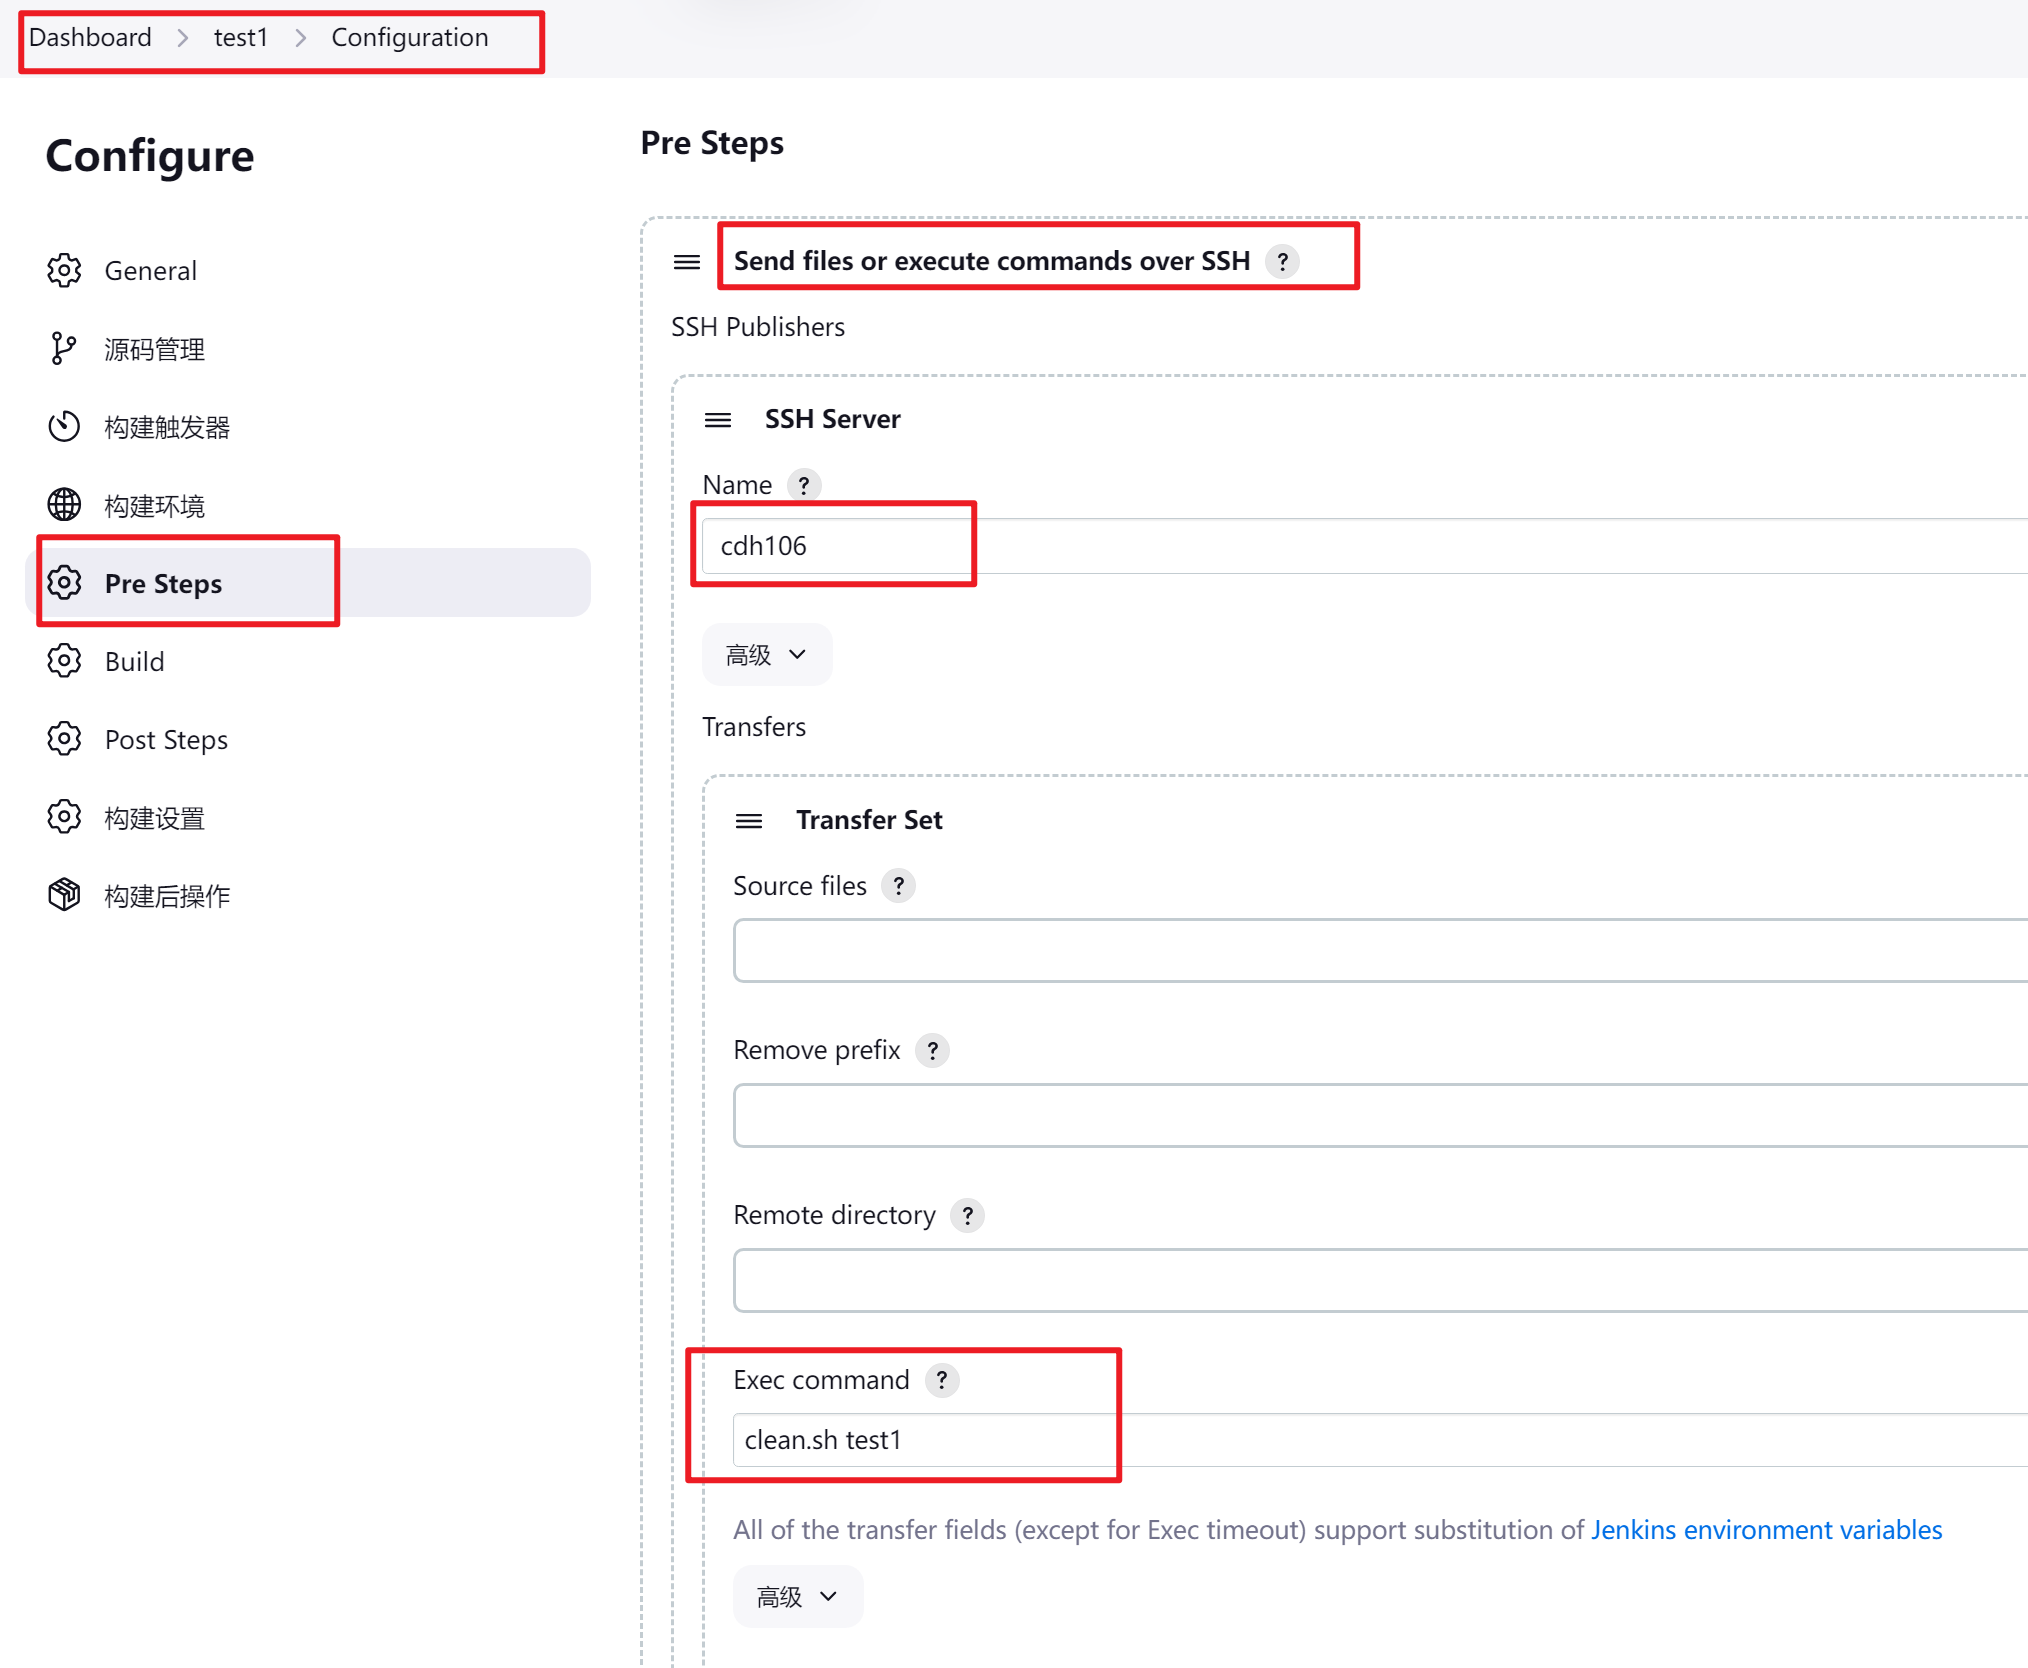 Dashboard > test1 > Configuration
Configure
General
源码管理
构建触发器
构建环境
Pre Steps
Build
Post Steps
构建设置
构建后操作
Pre Steps
Send files or execute commands over SSH ?
SSH Publishers
SSH Server
Name ?
cdh106
高级
Transfers
Transfer Set
Source files ?
Remove prefix ?
Remote directory ?
Exec command ?
clean.sh test1
All of the transfer fields (except for Exec timeout) support substitution of Jenkins environment variables
高级